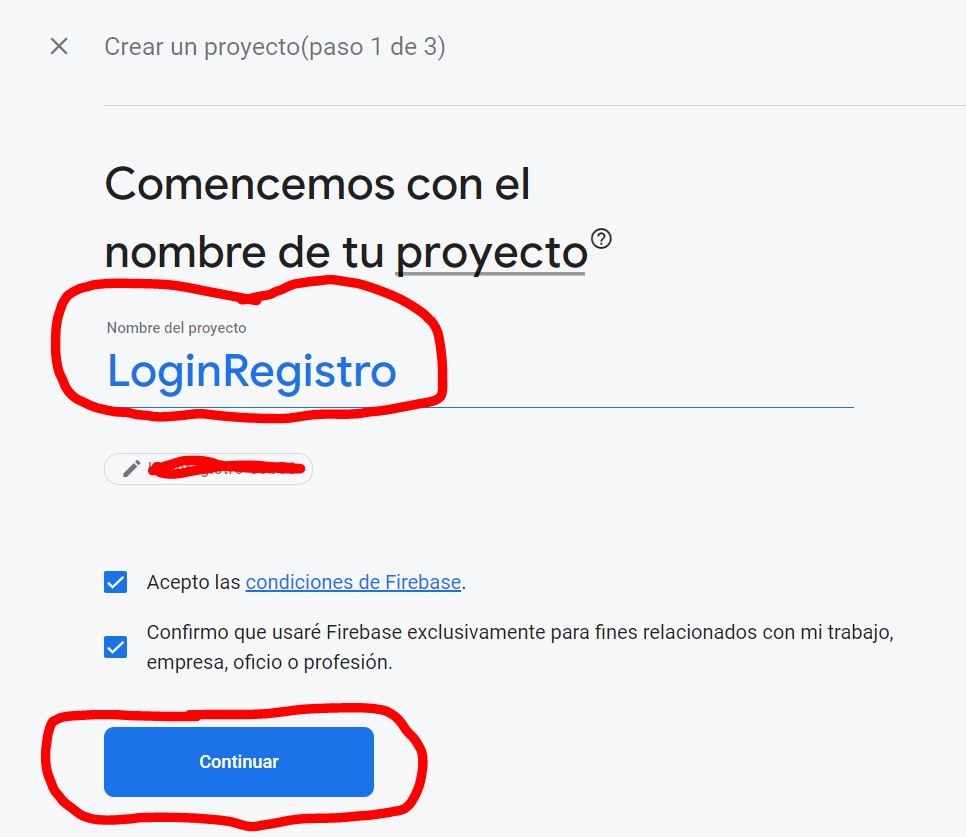 Crear un proyecto(paso 1 de 3)
Comencemos con el
nombre de tu proyecto
Nombre del proyecto
LoginRegistro
Acepto las condiciones de Firebase.
Confirmo que usaré Firebase exclusivamente para fines relacionados con mi trabajo,
empresa, oficio o profesión.
Continuar